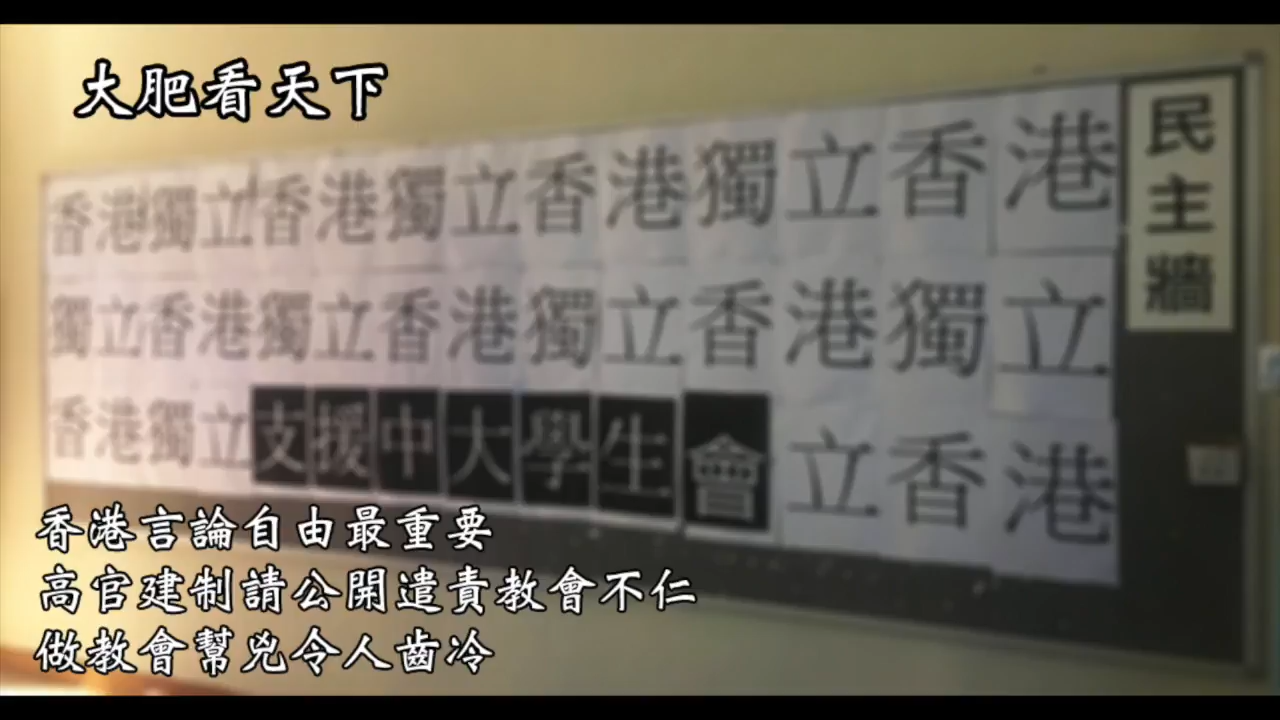 大肥看天下
香港獨立香港獨立香港獨立香港
獨立香港獨立香港獨立香港獨立
香港獨立支援中大學生會立香港
民主牆
香港言論自由最重要
高官建制請公開遣責教會不仁
做教會幫兇令人齒冷